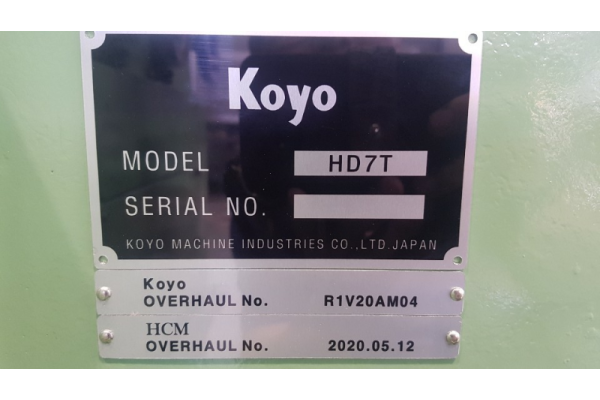 Koyo
MODEL HD7T
SERIAL NO.
KOYO MACHINE INDUSTRIES CO.,LTD.JAPAN
Koyo
OVERHAUL No. R1V20AM04
HCM
OVERHAUL No. 2020.05.12